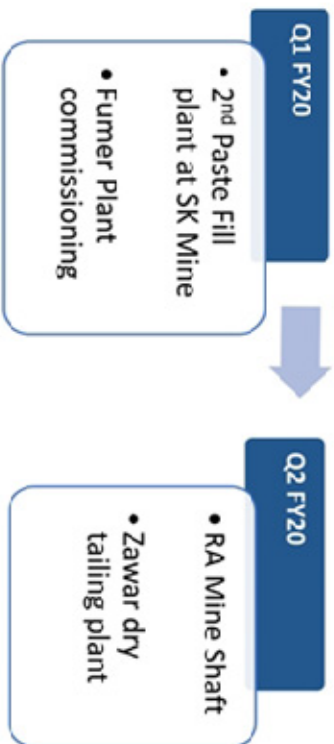 Q1 FY20
• 2nd Paste Fill
plant at SK Mine
• Fumer Plant
commissioning
Q2 FY20
• RA Mine Shaft
• Zawar dry
tailing plant